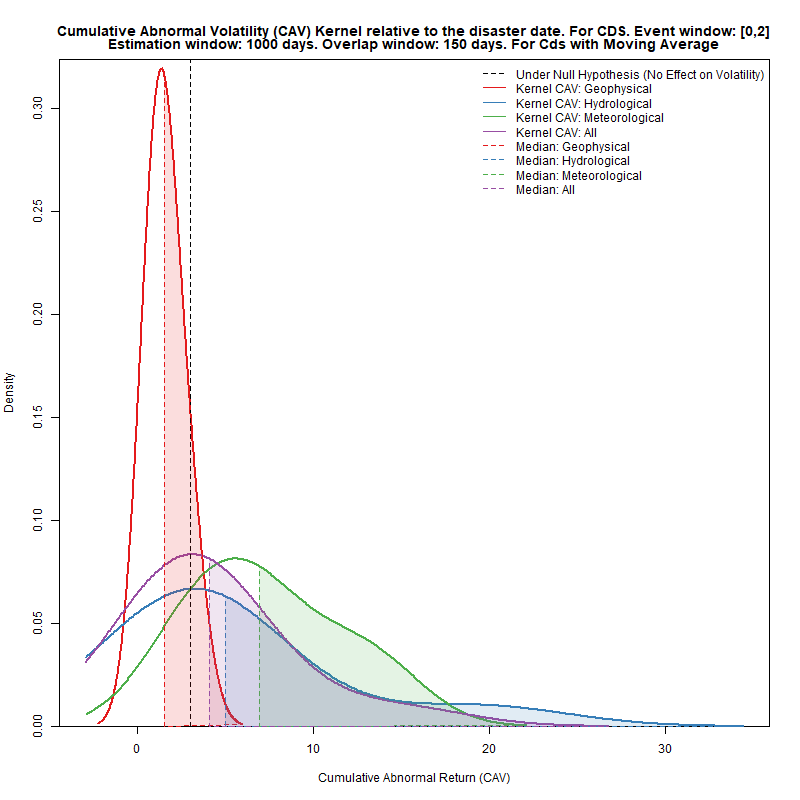 Cumulative Abnormal Volatility (CAV) Kernel relative to the disaster date. For CDS. Event window: [0,2]
Estimation window: 1000 days. Overlap window: 150 days. For Cds with Moving Average
Under Null Hypothesis (No Effect on Volatility)
Kernel CAV: Geophysical
Kernel CAV: Hydrological
Kernel CAV: Meteorological
Kernel CAV: All
Median: Geophysical
Median: Hydrological
Median: Meteorological
Median: All
0.30
0.25
0.20
0.15
0.10
0.05
0.00
Density
0 10 20 30
Cumulative Abnormal Return (CAV)